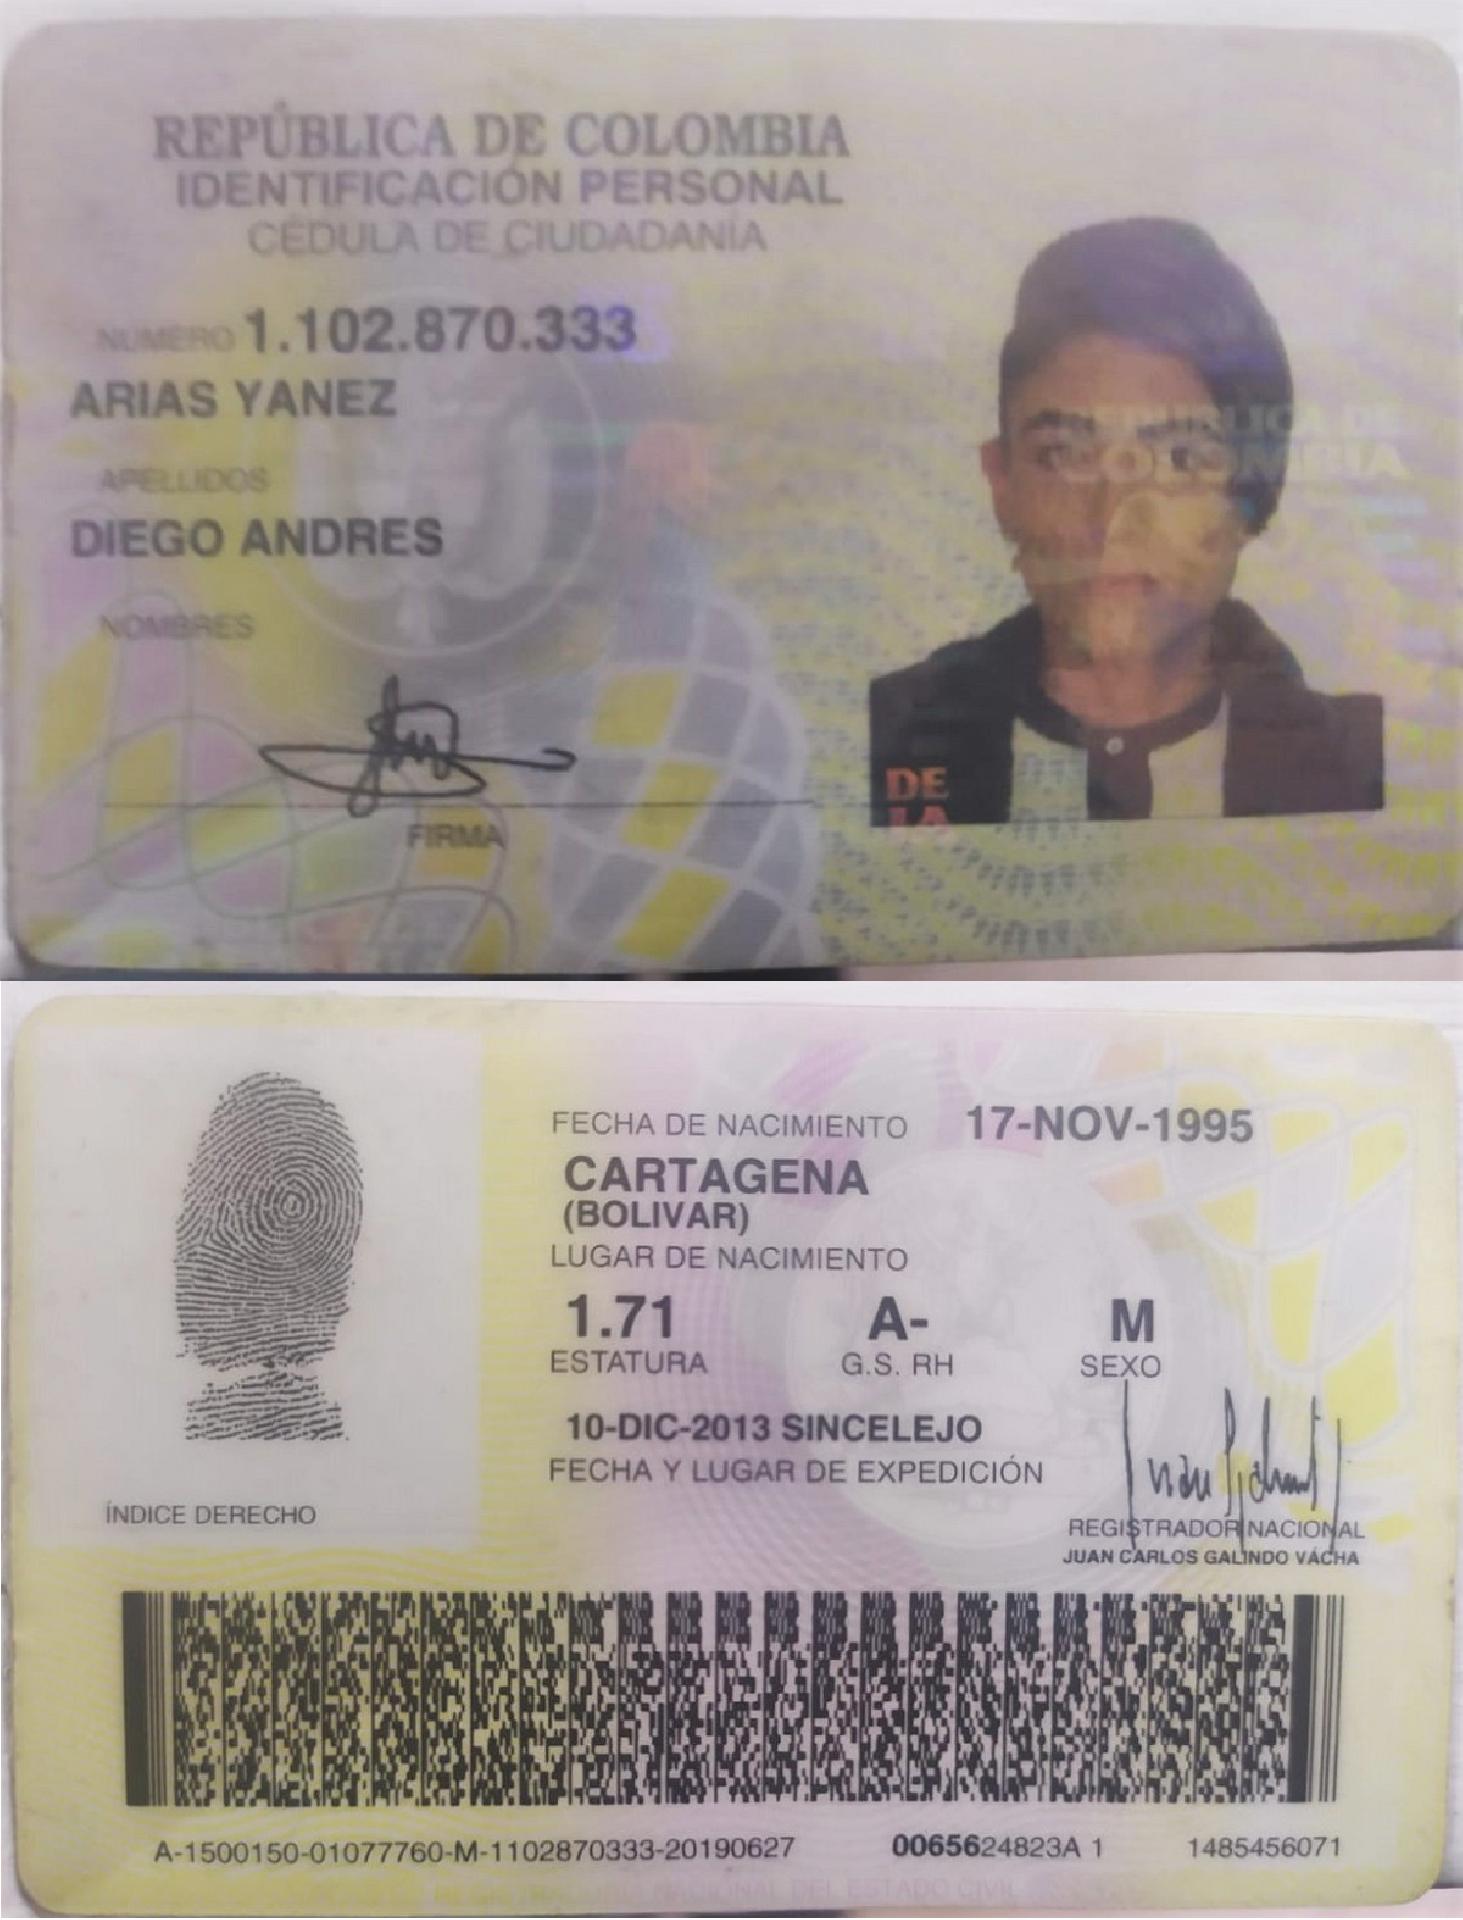 REPÚBLICA DE COLOMBIA
IDENTIFICACIÓN PERSONAL
CÉDULA DE CIUDADANÍA
NUMERO 1.102.870.333
ARIAS YANEZ
APELLIDOS
DIEGO ANDRES
NOMBRES
FIRMA
REPUBLICA DE
COLOMBIA
DE
LA
FECHA DE NACIMIENTO 17-NOV-1995
CARTAGENA
(BOLIVAR)
LUGAR DE NACIMIENTO
1.71 A- M
ESTATURA G.S. RH SEXO
10-DIC-2013 SINCELEJO
FECHA Y LUGAR DE EXPEDICIÓN
ÍNDICE DERECHO
REGISTRADOR NACIONAL
JUAN CARLOS GALINDO VÁCHA
A-1500150-01077760-M-1102870333-20190627 0065624823A 1 1485456071
REGISTRADURIA NACIONAL DEL ESTADO CIVIL